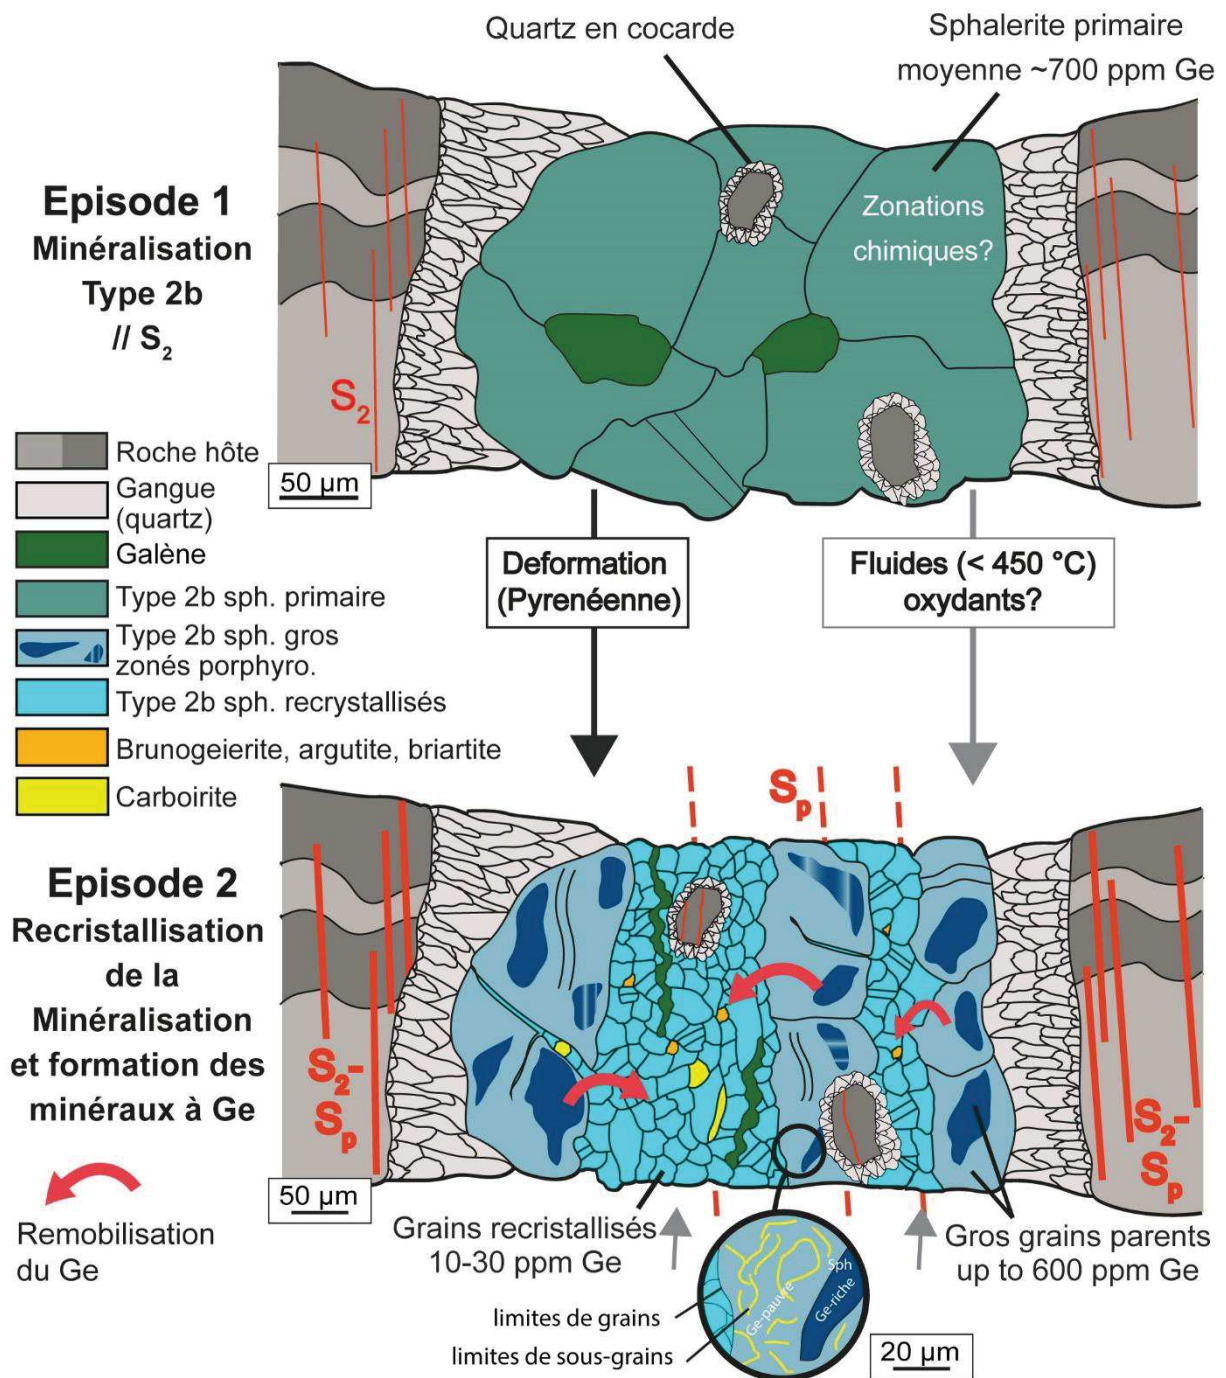 Quartz en cocarde
Sphalerite primaire
moyenne ~700 ppm Ge
Episode 1
Minéralisation
Type 2b
// S2
Zonations
chimiques?
S2
50 µm
Roche hôte
Gangue
(quartz)
Galène
Type 2b sph. primaire
Type 2b sph. gros
zonés porphyro.
Type 2b sph. recrystallisés
Brunogeierite, argutite, briartite
Carboirite
Deformation
(Pyrenéenne)
Fluides (< 450 °C)
oxydants?
Sp
Episode 2
Recristallisation
de la
Minéralisation
et formation des
minéraux à Ge
S2-
Sp
S2-
Sp
50 µm
Remobilisation
du Ge
Grains recristallisés
10-30 ppm Ge
Gros grains parents
up to 600 ppm Ge
limites de grains
limites de sous-grains
Ge-pauvre
Sph
Ge-riche
20 µm